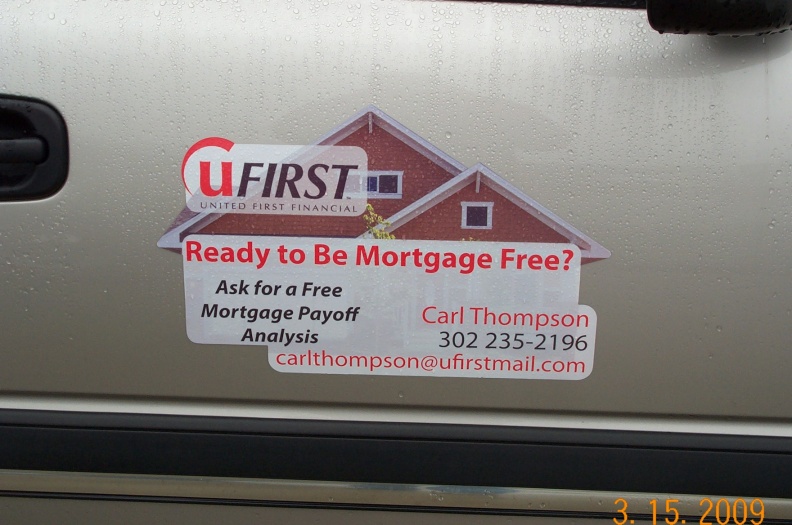 UFIRST
UNITED FIRST FINANCIAL
Ready to Be Mortgage Free?
Ask for a Free
Mortgage Payoff
Analysis
Carl Thompson
302 235-2196
carlthompson@ufirstmail.com
3. 15. 2009